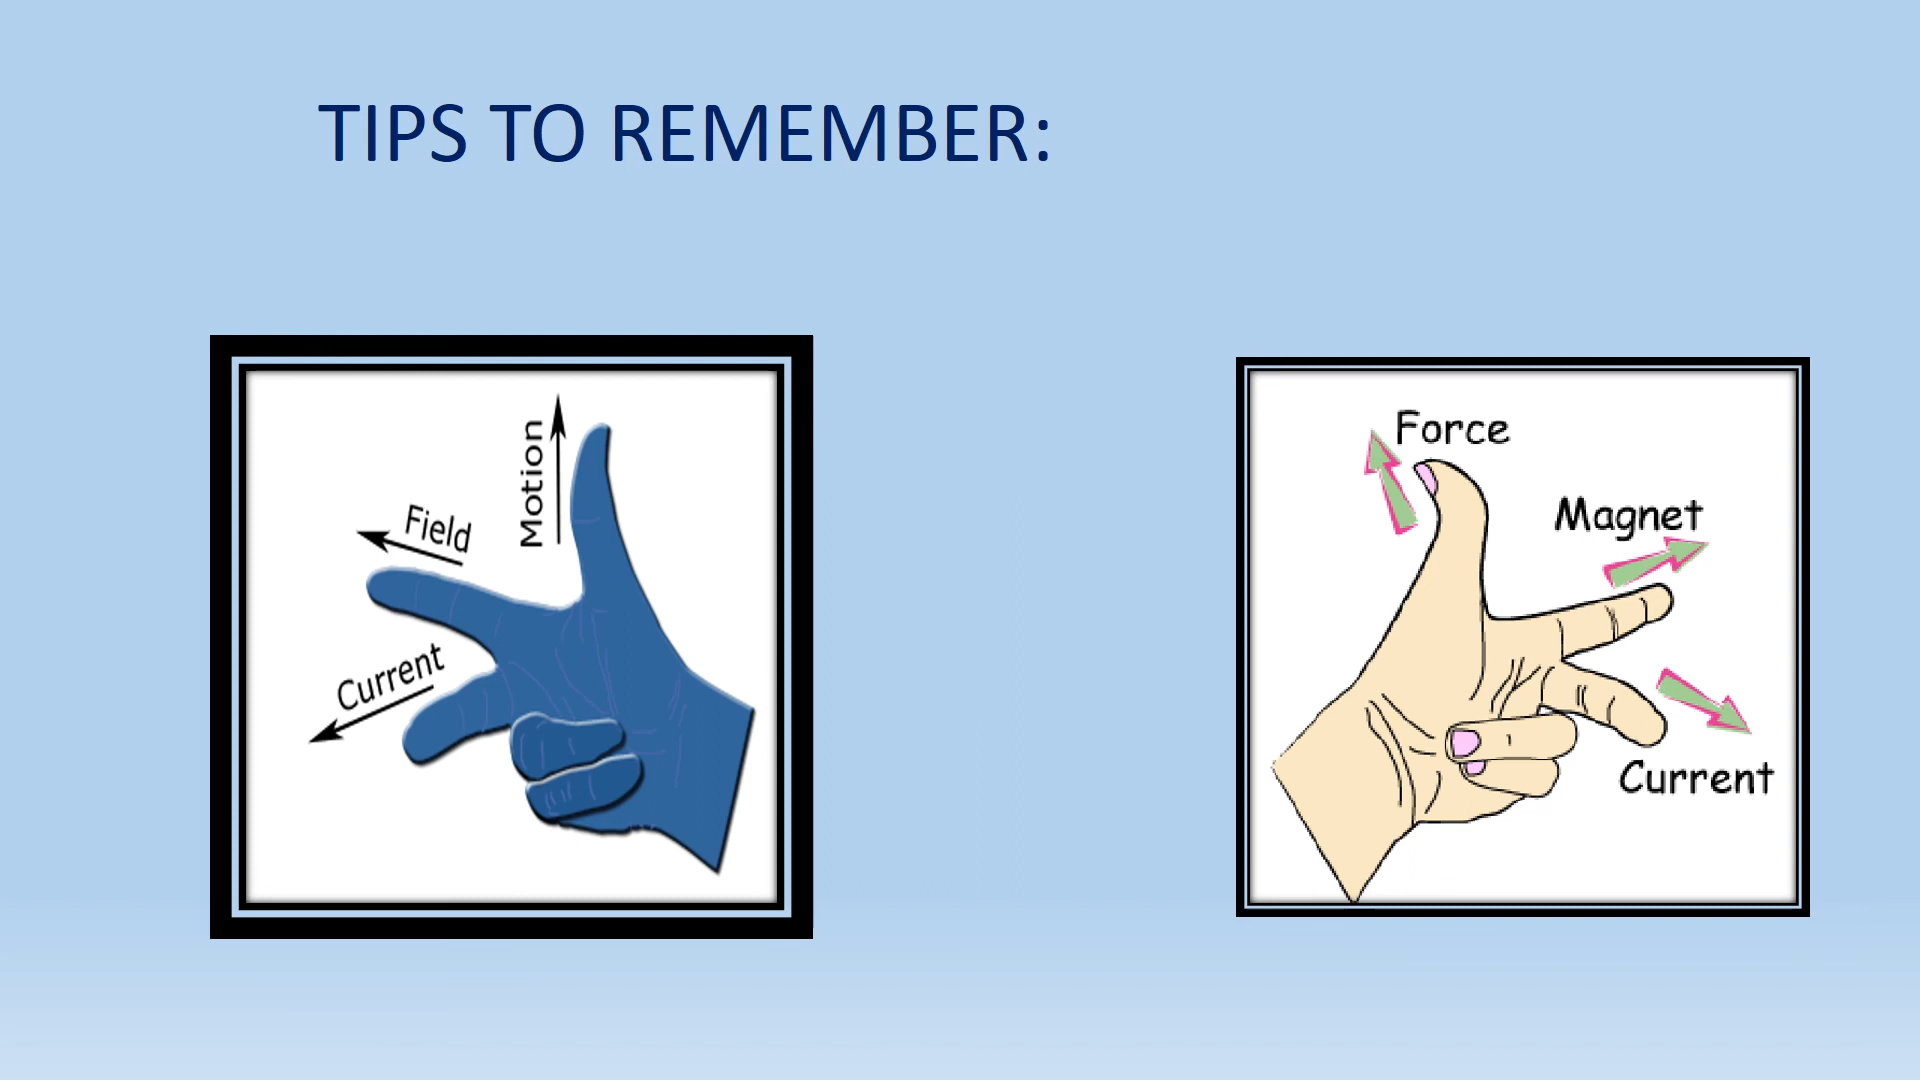 TIPS TO REMEMBER:
Motion
Field
Current
Force
Magnet
Current